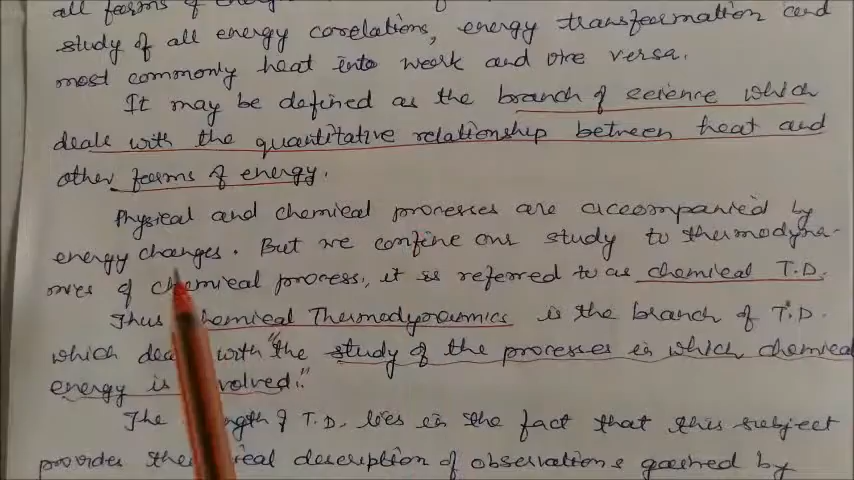 all forms of energy
study of all energy correlations, energy transformation and
most commonly heat into work and vice versa.
It may be defined as the branch of science which
deals with the quantitative relationship between heat and
other forms of energy.
Physical and chemical processes are accompanied by
energy changes. But we confine our study to thermodyna-
mics of chemical process, it is referred to as chemical T.D.
Thus Chemical Thermodynamics is the branch of T.D.
which deals with "the study of the processes in which chemical
energy is involved."
The T.D. lies in the fact that this subject
provides description of observations gained by